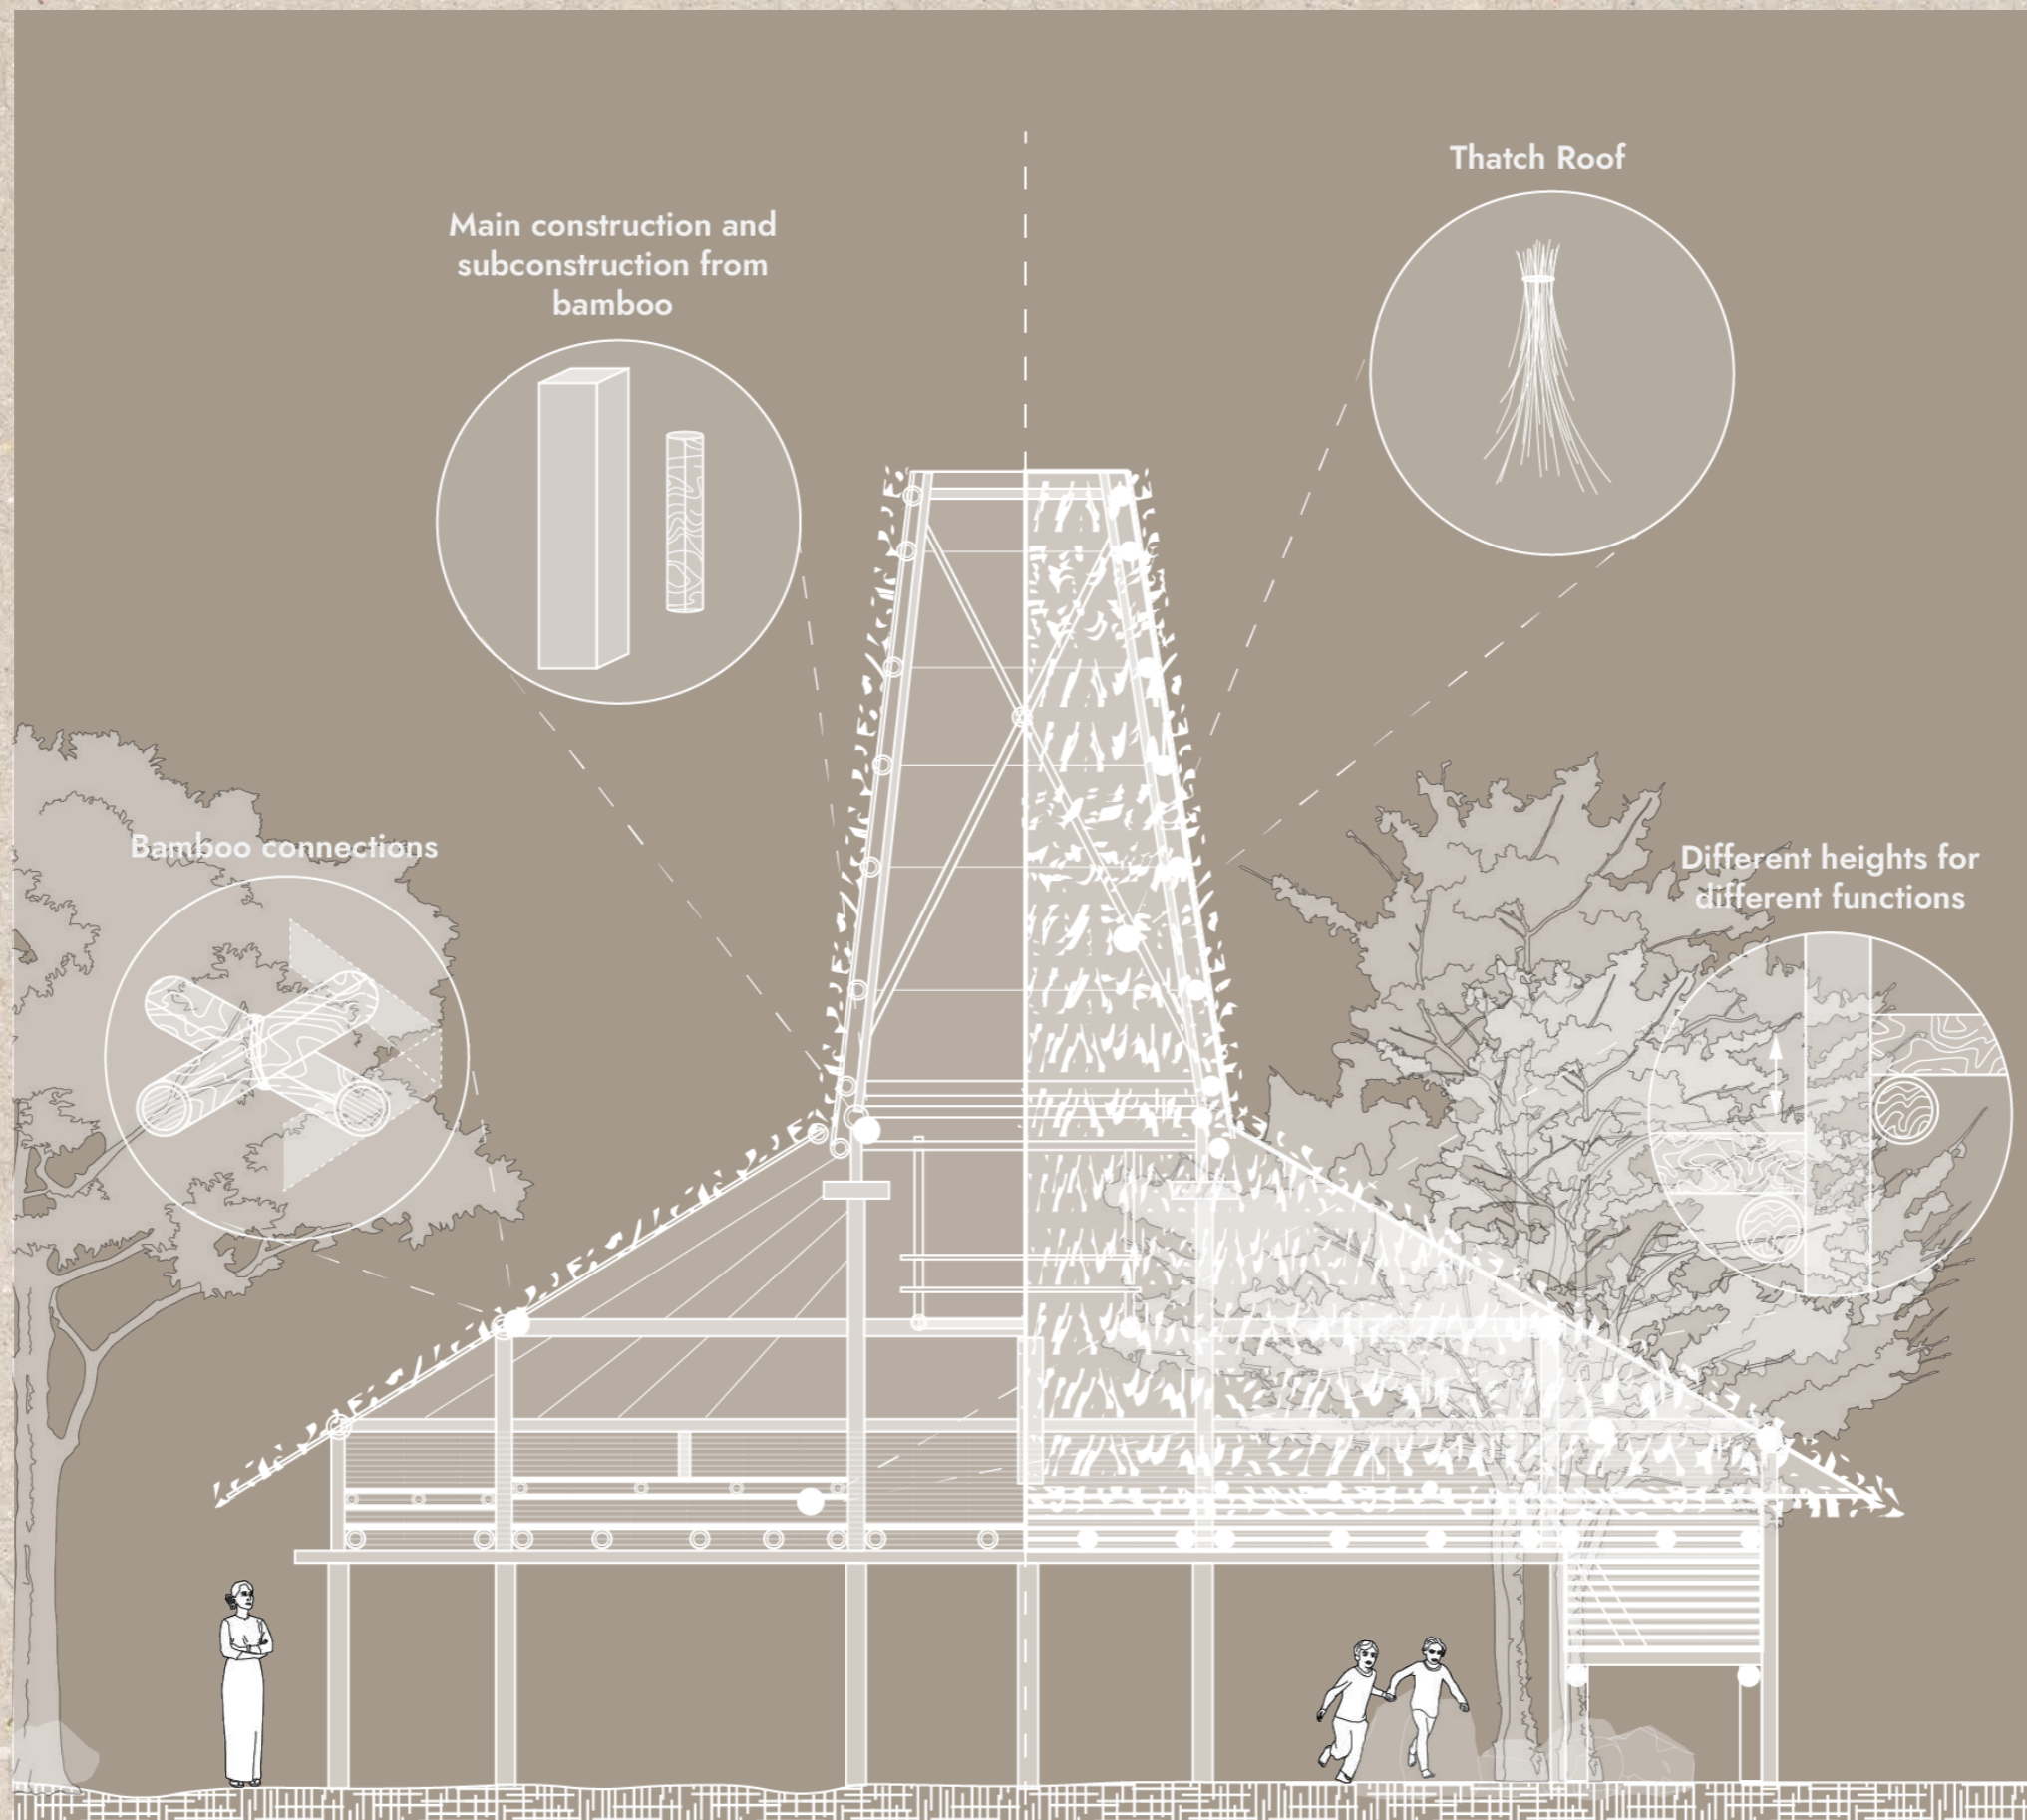 Thatch Roof
Main construction and
subconstruction from
bamboo
Bamboo connections
Different heights for
different functions